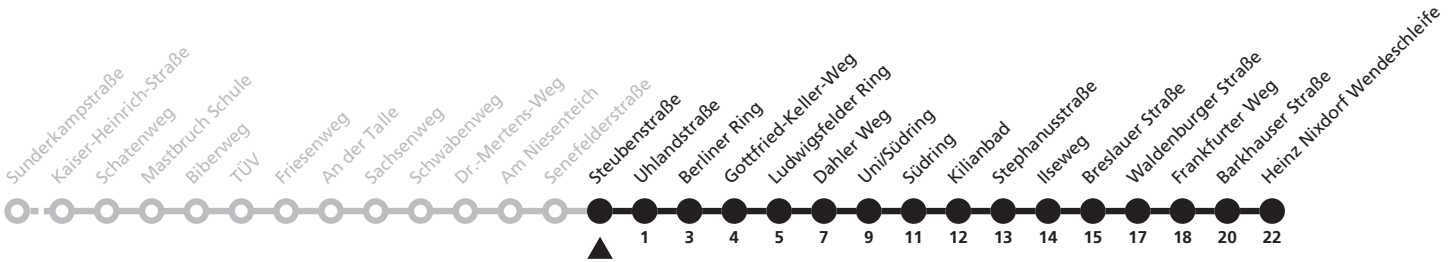 Sunderkampstraße
Kaiser-Heinrich-Straße
Schatenweg
Mastbruch Schule
Biberweg
TÜV
Friesenweg
An der Talle
Sachsenweg
Schwabenweg
Dr.-Mertens-Weg
Am Niesenteich
Senefelderstraße
Steubenstraße
Uhlandstraße
Berliner Ring
Gottfried-Keller-Weg
Ludwigsfelder Ring
Dahler Weg
Uni/Südring
Südring
Kilianbad
Stephanusstraße
Ilseweg
Breslauer Straße
Waldenburger Straße
Frankfurter Weg
Barkhauser Straße
Heinz Nixdorf Wendeschleife
1 3 4 5 7 9 11 12 13 14 15 17 18 20 22